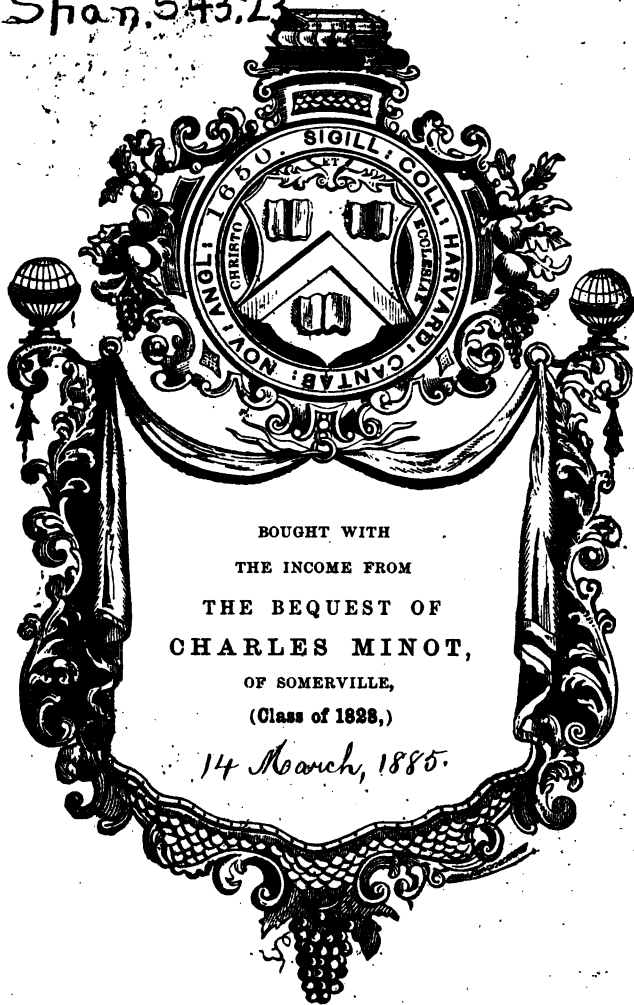 Span. 543.23
SIGILL: COLL: HARVARD: CANTAB: NOV: ANGL: 1650.
CHRISTO
ET
ECCLESIAE
BOUGHT WITH
THE INCOME FROM
THE BEQUEST OF
CHARLES MINOT,
OF SOMERVILLE,
(Class of 1828,)
14 March, 1885.